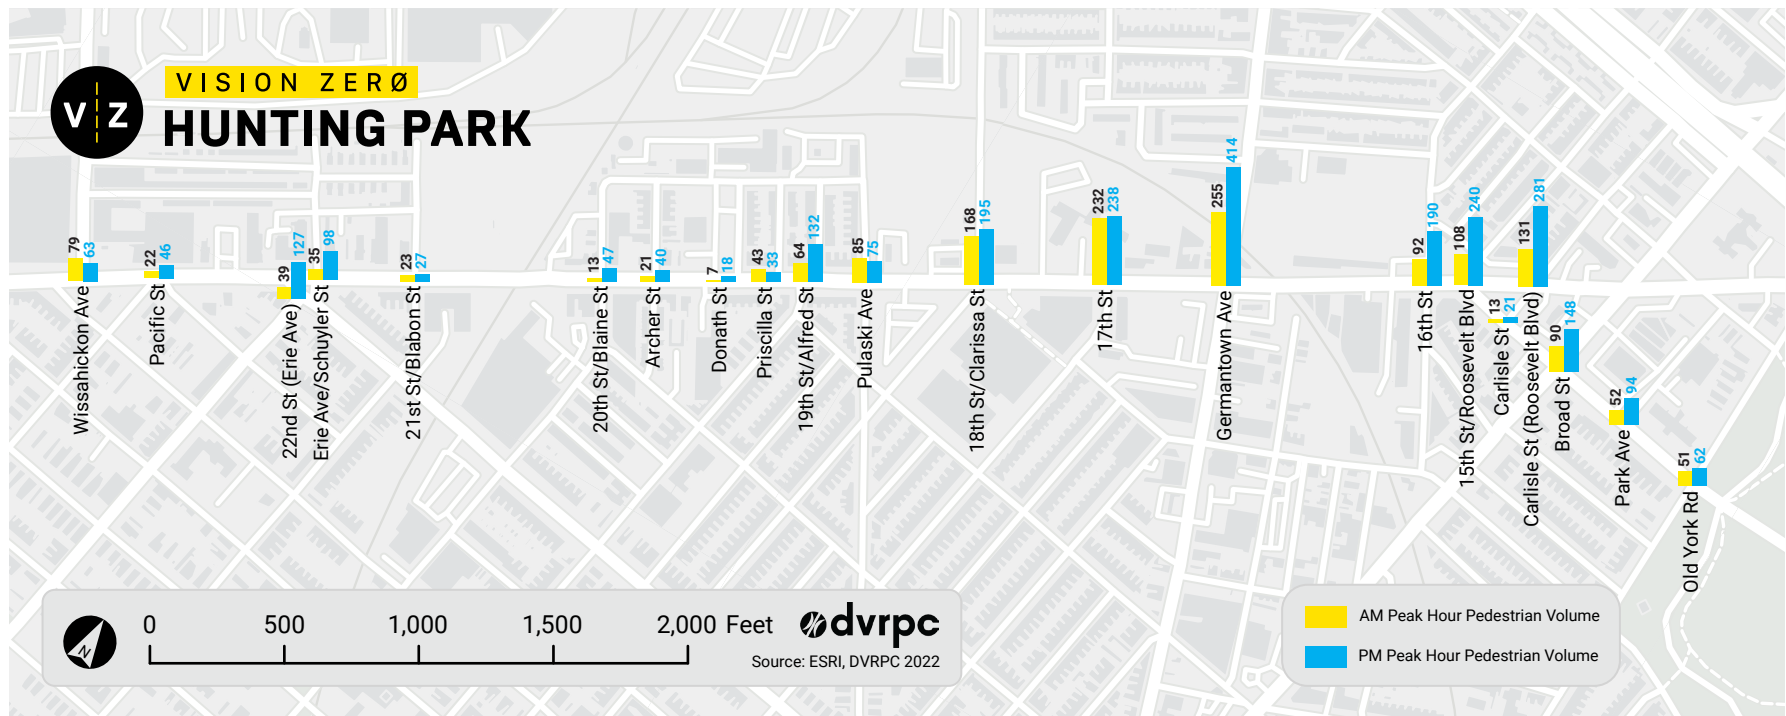 V Z
VISION ZERØ
HUNTING PARK
79 63
Wissahickon Ave
22 46
Pacific St
39 127
22nd St (Erie Ave)
35 98
Erie Ave/Schuyler St
23 27
21st St/Blabon St
13 47
20th St/Blaine St
21 40
Archer St
7 18
Donath St
43 33
Priscilla St
64 132
19th St/Alfred St
85 75
Pulaski Ave
168 195
18th St/Clarissa St
232 238
17th St
255 414
Germantown Ave
92 190
16th St
108 240
15th St/Roosevelt Blvd
13 21
Carlisle St
131 281
Carlisle St (Roosevelt Blvd)
90 148
Broad St
52 94
Park Ave
51 62
Old York Rd
N
0 500 1,000 1,500 2,000 Feet
dvrpc
Source: ESRI, DVRPC 2022
AM Peak Hour Pedestrian Volume
PM Peak Hour Pedestrian Volume